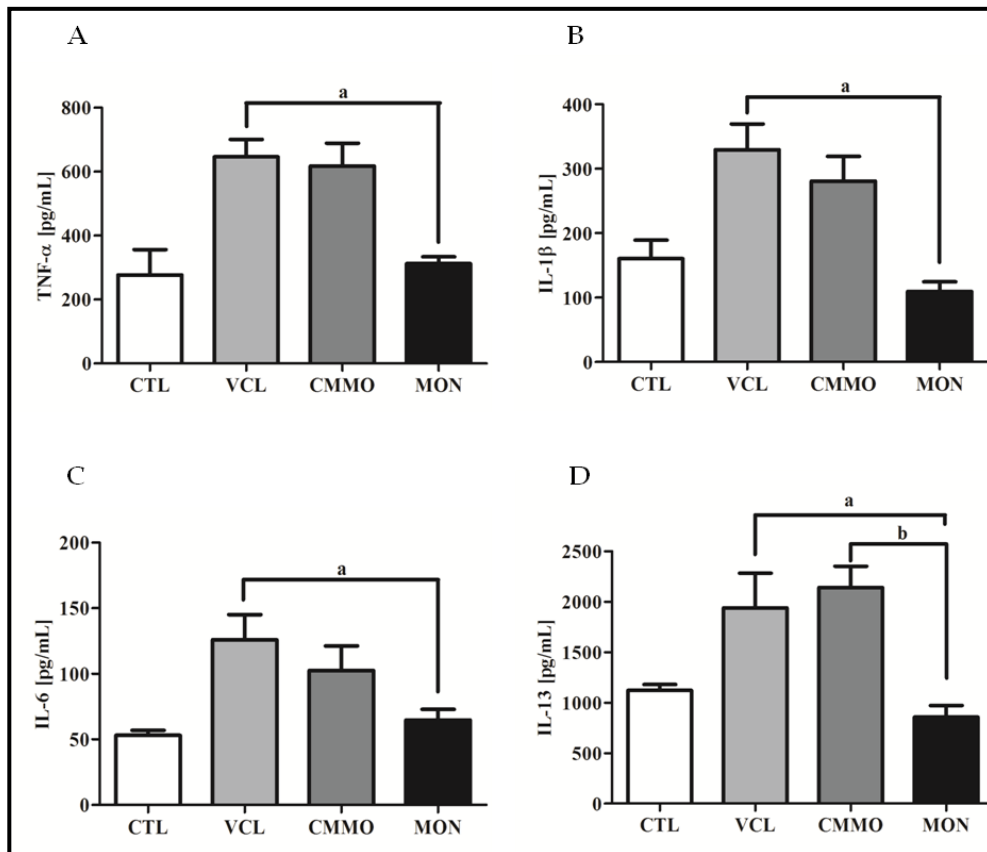 A
TNF-α [pg/mL]
800
600
400
200
0
a
CTL VCL CMMO MON
B
IL-1β [pg/mL]
400
300
200
100
0
a
CTL VCL CMMO MON
C
IL-6 [pg/mL]
200
150
100
50
0
a
CTL VCL CMMO MON
D
IL-13 [pg/mL]
2500
2000
1500
1000
500
0
a
b
CTL VCL CMMO MON